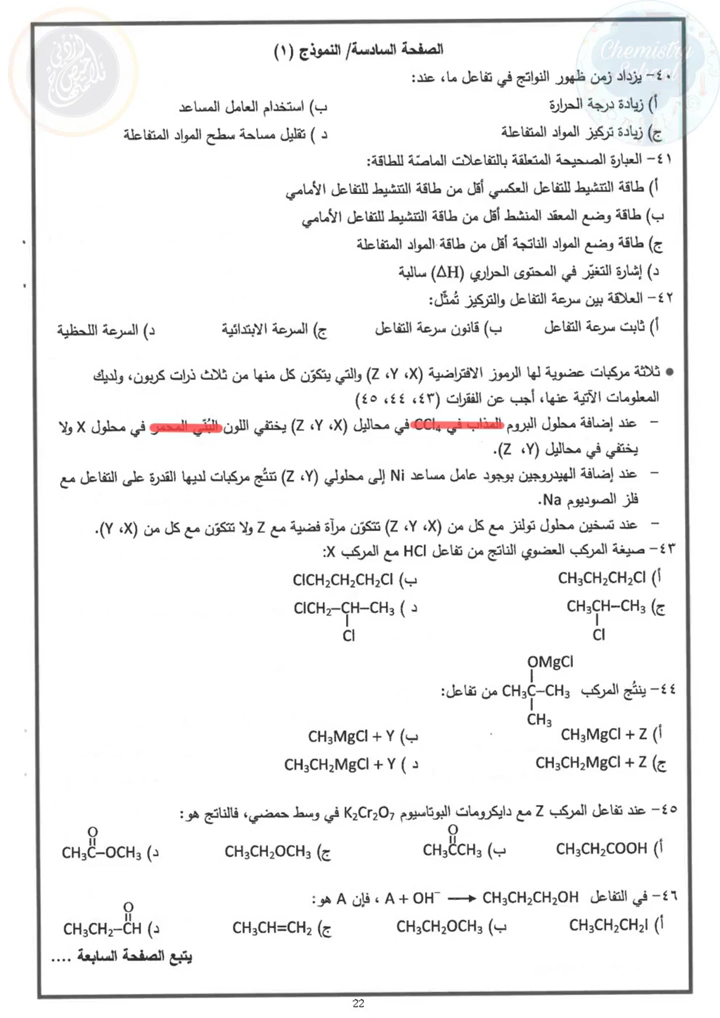 الصفحة السادسة/ النموذج (١)
Chemistry
٤٠- يزداد زمن ظهور النواتج في تفاعل ما، عند:
أ) زيادة درجة الحرارة ب) استخدام العامل المساعد
ج) زيادة تركيز المواد المتفاعلة د ) تقليل مساحة سطح المواد المتفاعلة
٤١- العبارة الصحيحة المتعلقة بالتفاعلات الماصّة للطاقة:
أ) طاقة التنشيط للتفاعل العكسي أقل من طاقة التنشيط للتفاعل الأمامي
ب) طاقة وضع المعقد المنشط أقل من طاقة التنشيط للتفاعل الأمامي
ج) طاقة وضع المواد الناتجة أقل من طاقة المواد المتفاعلة
د) إشارة التغيّر في المحتوى الحراري (ΔH) سالبة
٤٢- العلاقة بين سرعة التفاعل والتركيز تُمثّل:
أ) ثابت سرعة التفاعل ب) قانون سرعة التفاعل ج) السرعة الابتدائية د) السرعة اللحظية
• ثلاثة مركبات عضوية لها الرموز الافتراضية (Z ،Y ،X) والتي يتكوّن كل منها من ثلاث ذرات كربون، ولديك
المعلومات الآتية عنها، أجب عن الفقرات (٤٣، ٤٤، ٤٥)
– عند إضافة محلول البروم المذاب في CCl₄ في محاليل (Z ،Y ،X) يختفي اللون البُنّي المحمر في محلول X ولا
يختفي في محاليل (Z ،Y).
– عند إضافة الهيدروجين بوجود عامل مساعد Ni إلى محلولي (Z ،Y) تنتُج مركبات لديها القدرة على التفاعل مع
فلز الصوديوم Na.
– عند تسخين محلول تولنز مع كل من (Z ،Y ،X) تتكوّن مرآة فضية مع Z ولا تتكوّن مع كل من (Y ،X).
٤٣- صيغة المركب العضوي الناتج من تفاعل HCl مع المركب X:
أ) CH₃CH₂CH₂Cl ب) ClCH₂CH₂CH₂Cl
ج) CH₃CH–CH₃ د ) ClCH₂–CH–CH₃
Cl Cl
OMgCl
٤٤- ينتُج المركب CH₃C–CH₃ من تفاعل:
CH₃
أ) CH₃MgCl + Z ب) CH₃MgCl + Y
ج) CH₃CH₂MgCl + Z د ) CH₃CH₂MgCl + Y
٤٥- عند تفاعل المركب Z مع دايكرومات البوتاسيوم K₂Cr₂O₇ في وسط حمضي، فالناتج هو:
O O
أ) CH₃CH₂COOH ب) CH₃CCH₃ ج) CH₃CH₂OCH₃ د) CH₃C–OCH₃
٤٦- في التفاعل A + OH⁻ ⟶ CH₃CH₂CH₂OH ، فإن A هو:
O
أ) CH₃CH₂CH₂I ب) CH₃CH₂OCH₃ ج) CH₃CH=CH₂ د) CH₃CH₂–CH
يتبع الصفحة السابعة ....
22